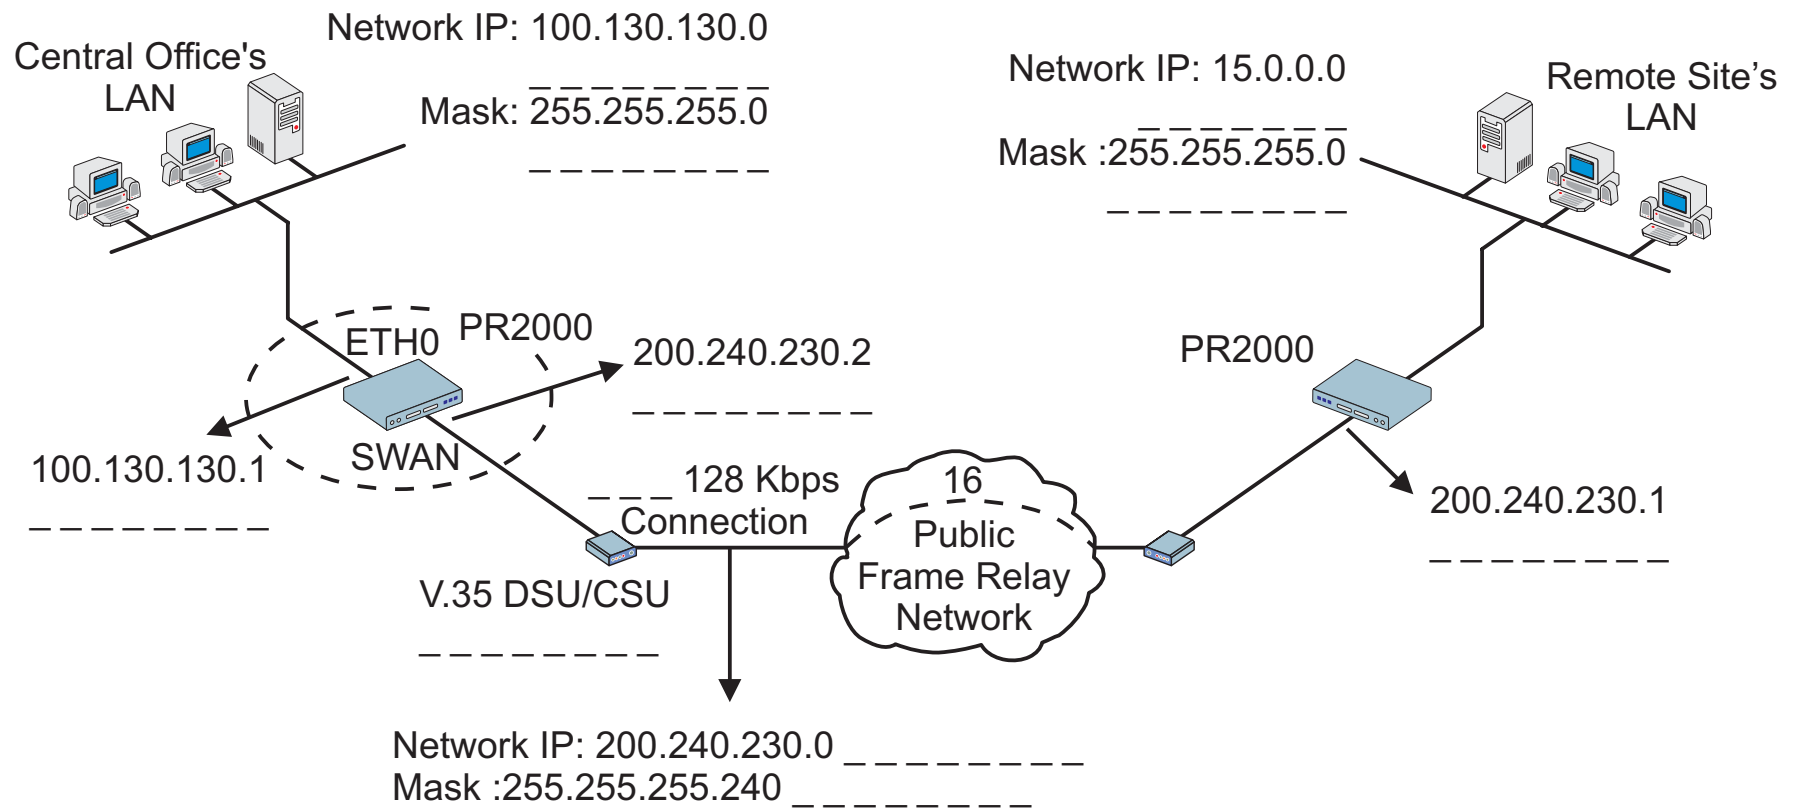 Network IP: 100.130.130.0
_ _ _ _ _ _ _ _
Mask: 255.255.255.0
_ _ _ _ _ _ _ _
Central Office's
LAN
Network IP: 15.0.0.0
_ _ _ _ _ _ _
Mask :255.255.255.0
_ _ _ _ _ _ _ _
Remote Site’s
LAN
ETH0
PR2000
200.240.230.2
_ _ _ _ _ _ _ _
100.130.130.1
_ _ _ _ _ _ _ _
SWAN
PR2000
200.240.230.1
_ _ _ _ _ _ _ _
_ _ _ 128 Kbps
Connection
16
Public
Frame Relay
Network
V.35 DSU/CSU
_ _ _ _ _ _ _ _
Network IP: 200.240.230.0 _ _ _ _ _ _ _ _
Mask :255.255.255.240 _ _ _ _ _ _ _ _